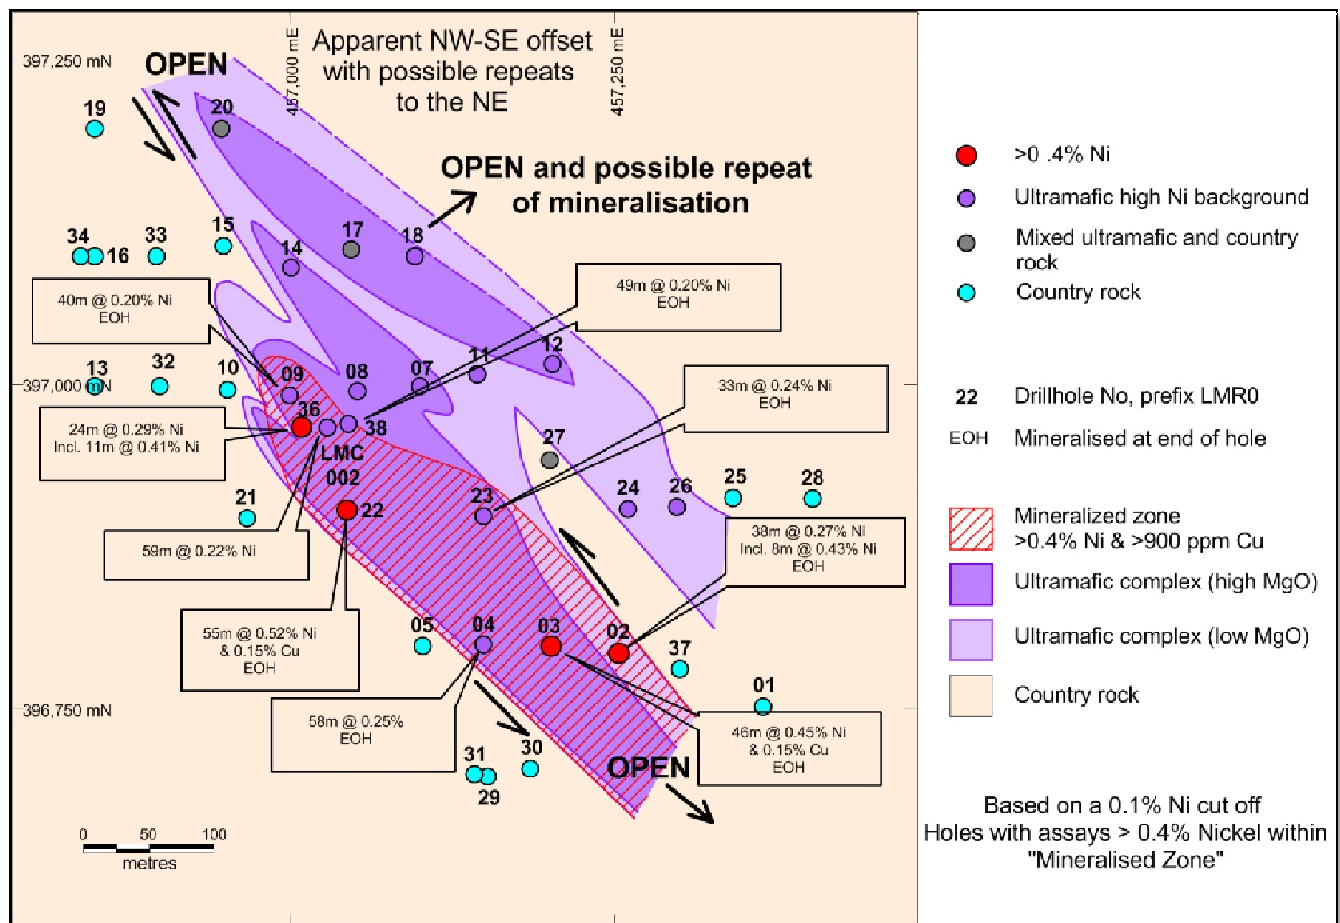 397,250 mN
OPEN
457,000 mE
Apparent NW-SE offset
with possible repeats
to the NE
457,250 mE
19
20
OPEN and possible repeat
of mineralisation
34
16
33
15
14
17
18
40m @ 0.20% Ni
EOH
49m @ 0.20% Ni
EOH
397,000 mN
13
32
10
09
08
07
11
12
33m @ 0.24% Ni
EOH
24m @ 0.29% Ni
Incl. 11m @ 0.41% Ni
36
38
LMC
002
27
21
22
23
24
26
25
28
59m @ 0.22% Ni
38m @ 0.27% Ni
Incl. 8m @ 0.43% Ni
EOH
55m @ 0.52% Ni
& 0.15% Cu
EOH
05
04
03
02
37
01
396,750 mN
58m @ 0.25%
EOH
46m @ 0.45% Ni
& 0.15% Cu
EOH
31
29
30
OPEN
0 50 100
metres
>0 .4% Ni
Ultramafic high Ni background
Mixed ultramafic and country
rock
Country rock
22 Drillhole No, prefix LMR0
EOH Mineralised at end of hole
Mineralized zone
>0.4% Ni & >900 ppm Cu
Ultramafic complex (high MgO)
Ultramafic complex (low MgO)
Country rock
Based on a 0.1% Ni cut off
Holes with assays > 0.4% Nickel within
"Mineralised Zone"